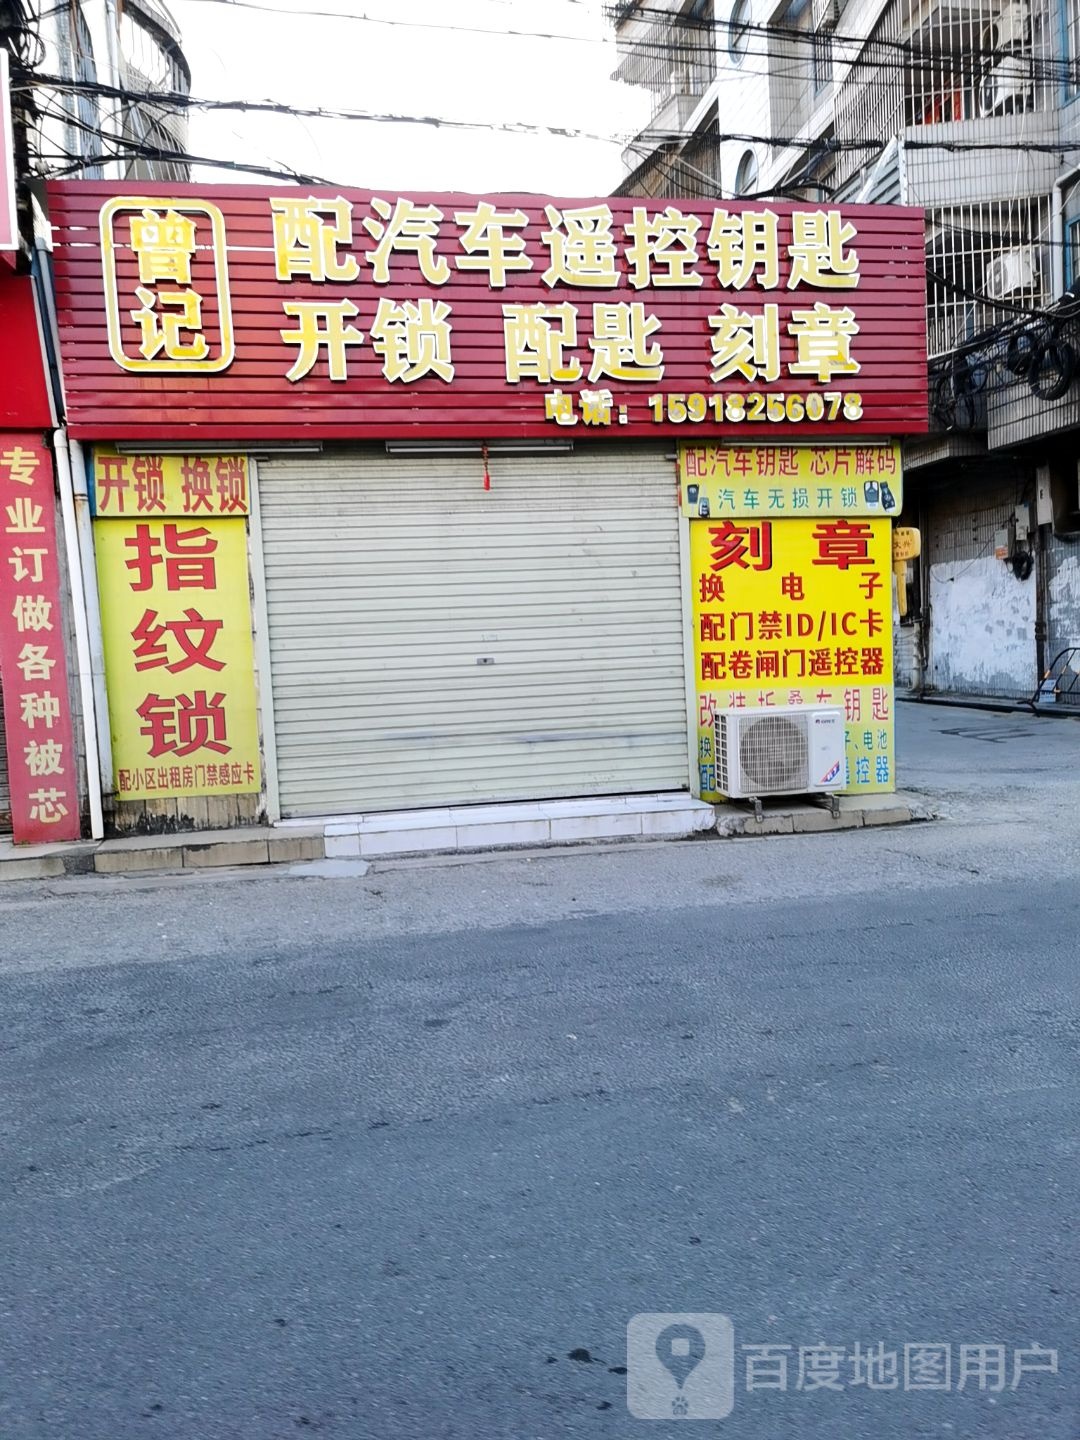 曾记
配汽车遥控钥匙
开锁 配匙 刻章
电话：15918256078
开锁 换锁
指纹锁
配小区出租房门禁感应卡
配汽车钥匙 芯片解码
汽车无损开锁
刻章
换电子
配门禁ID/IC卡
配卷闸门遥控器
改装折叠车钥匙
换 子、电池
配 遥控器
专业订做各种被芯
百度地图用户